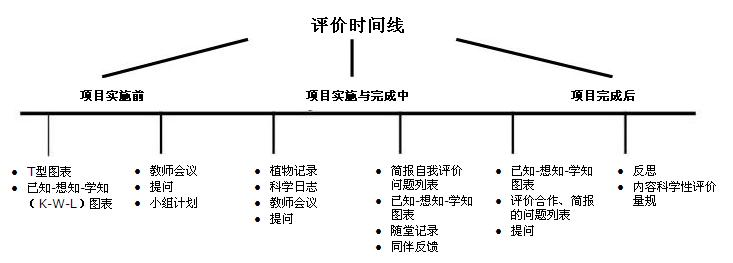 评价时间线
项目实施前
项目实施与完成中
项目完成后
• T型图表
• 已知-想知-学知
（K-W-L）图表
• 教师会议
• 提问
• 小组计划
• 植物记录
• 科学日志
• 教师会议
• 提问
• 简报自我评价
问题列表
• 已知-想知-学知
图表
• 随堂记录
• 同伴反馈
• 已知-想知-学知
图表
• 评价合作、简报
的问题列表
• 提问
• 反思
• 内容科学性评价
量规